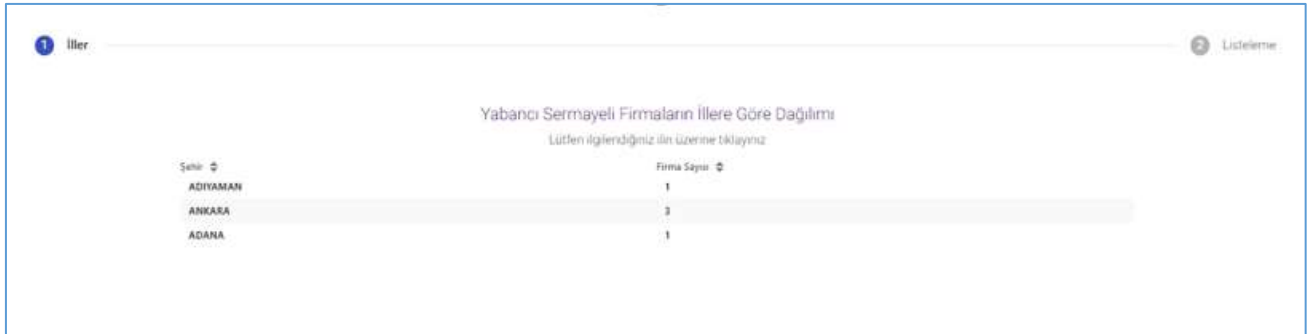 1 İller
2 Listeleme
Yabancı Sermayeli Firmaların İllere Göre Dağılımı
Lütfen ilgilendiğiniz ilin üzerine tıklayınız
Şehir Firma Sayısı
ADIYAMAN 1
ANKARA 3
ADANA 1